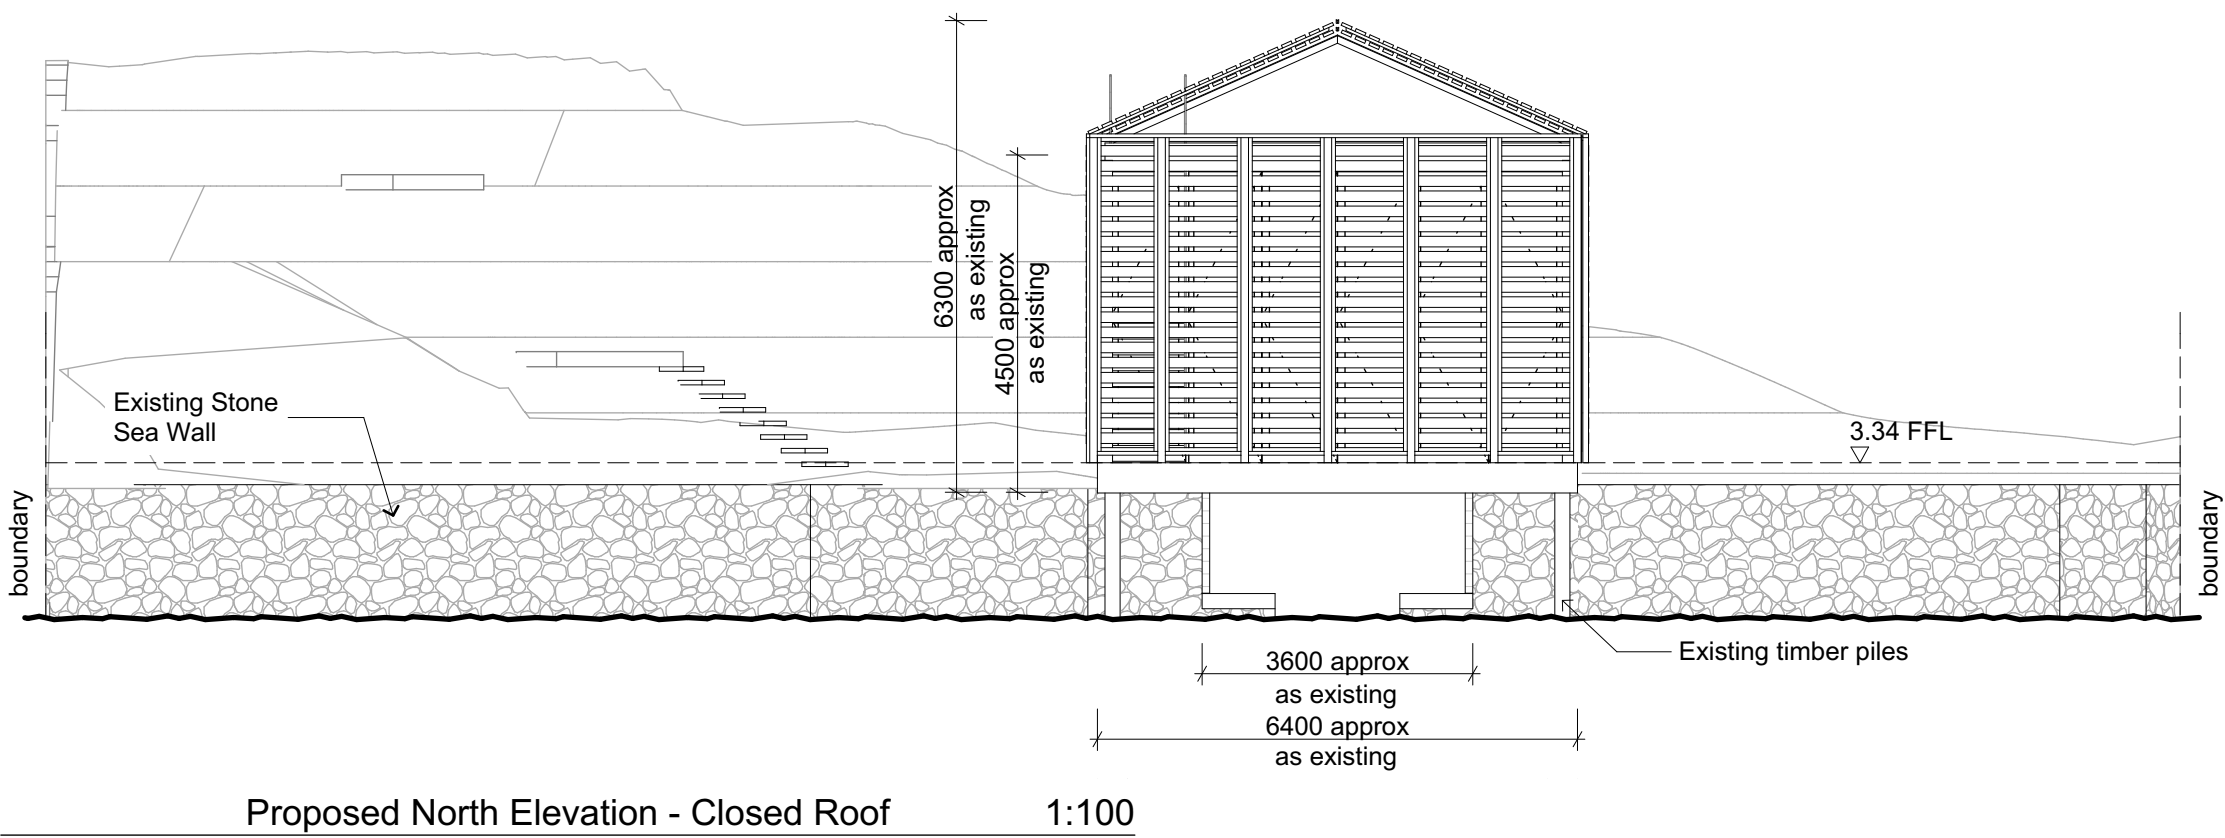 6300 approx
as existing
4500 approx
as existing
Existing Stone
Sea Wall
3.34 FFL
boundary
boundary
Existing timber piles
3600 approx
as existing
6400 approx
as existing
Proposed North Elevation - Closed Roof 1:100